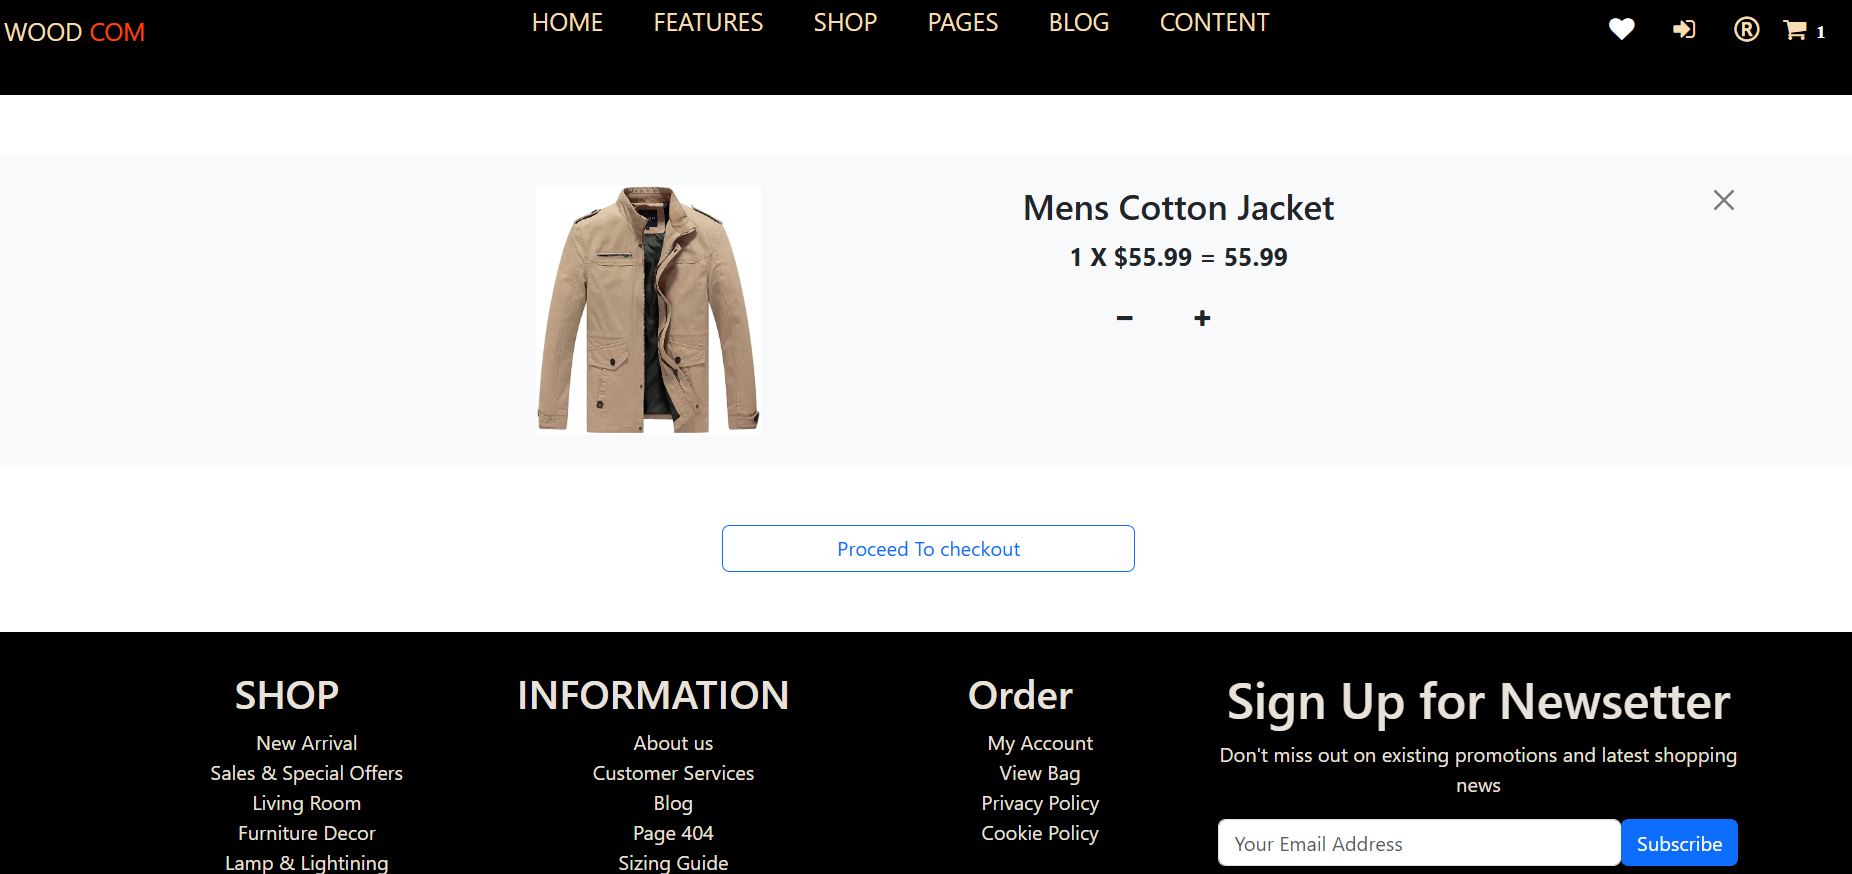 WOOD COM
HOME FEATURES SHOP PAGES BLOG CONTENT
® 1
Mens Cotton Jacket
1 X $55.99 = 55.99
Proceed To checkout
SHOP
New Arrival
Sales & Special Offers
Living Room
Furniture Decor
Lamp & Lightining
INFORMATION
About us
Customer Services
Blog
Page 404
Sizing Guide
Order
My Account
View Bag
Privacy Policy
Cookie Policy
Sign Up for Newsetter
Don't miss out on existing promotions and latest shopping
news
Your Email Address Subscribe